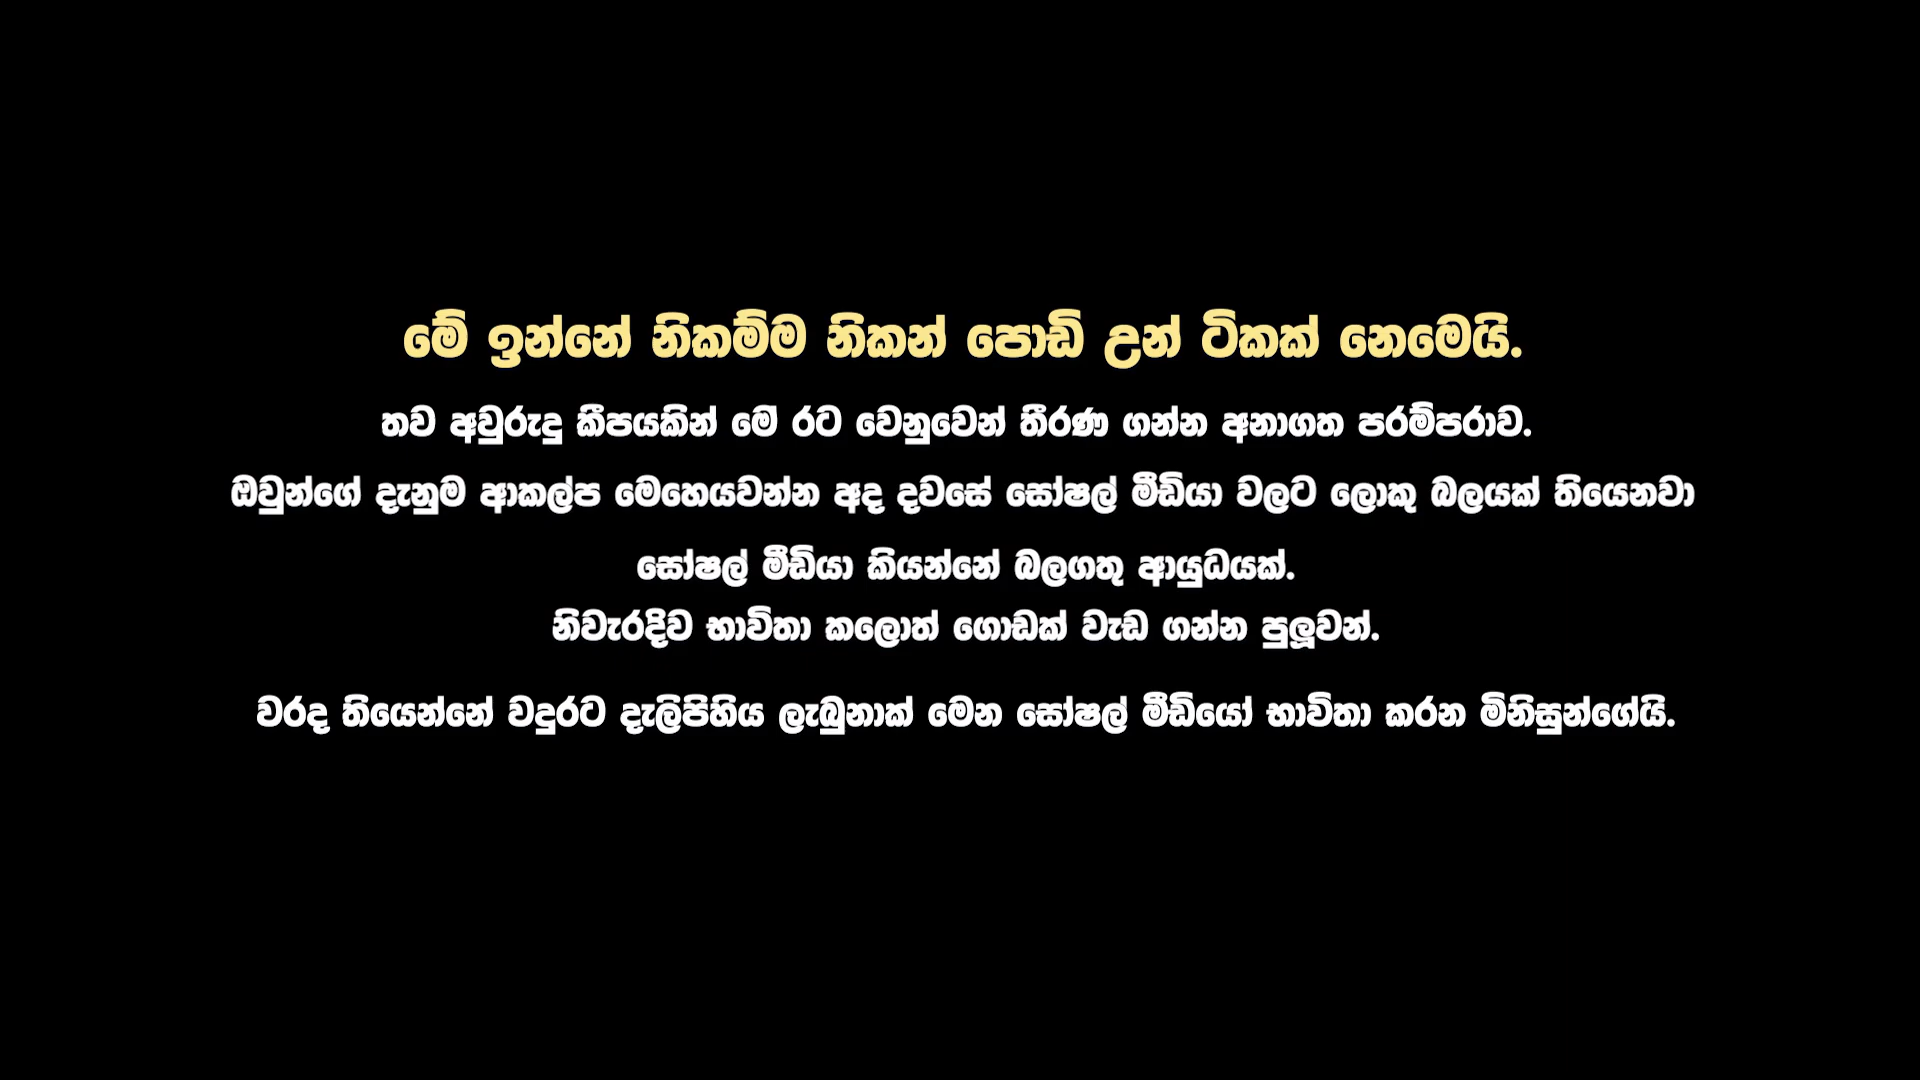 මේ ඉන්නේ නිකම්ම නිකන් පොඩි උන් ටිකක් නෙමෙයි.
තව අවුරුදු කීපයකින් මේ රට වෙනුවෙන් තීරණ ගන්න අනාගත පරම්පරාව.
ඔවුන්ගේ දැනුම ආකල්ප මෙහෙයවන්න අද දවසේ සෝෂල් මීඩියා වලට ලොකු බලයක් තියෙනවා
සෝෂල් මීඩියා කියන්නේ බලගතු ආයුධයක්.
නිවැරදිව භාවිතා කලොත් ගොඩක් වැඩ ගන්න පුලූවන්.
වරද තියෙන්නේ වදුරට දැලිපිහිය ලැබුනාක් මෙන සෝෂල් මීඩියෝ භාවිතා කරන මිනිසුන්ගේයි.